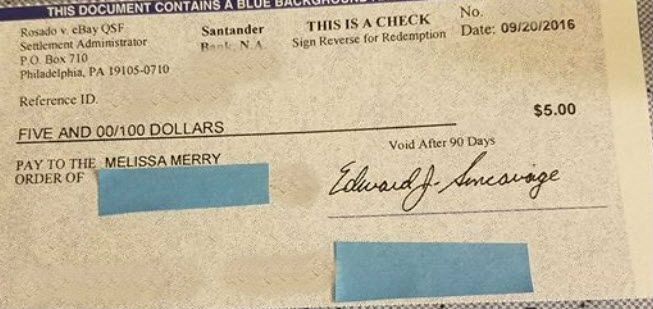 THIS DOCUMENT CONTAINS A BLUE BACKGROUND
Rosado v. eBay QSF
Settlement Administrator
P.O. Box 710
Philadelphia, PA 19105-0710
Santander
Bank, N.A.
THIS IS A CHECK
Sign Reverse for Redemption
No.
Date: 09/20/2016
Reference ID.
$5.00
FIVE AND 00/100 DOLLARS
Void After 90 Days
PAY TO THE MELISSA MERRY
ORDER OF
Edward J. Sincavage